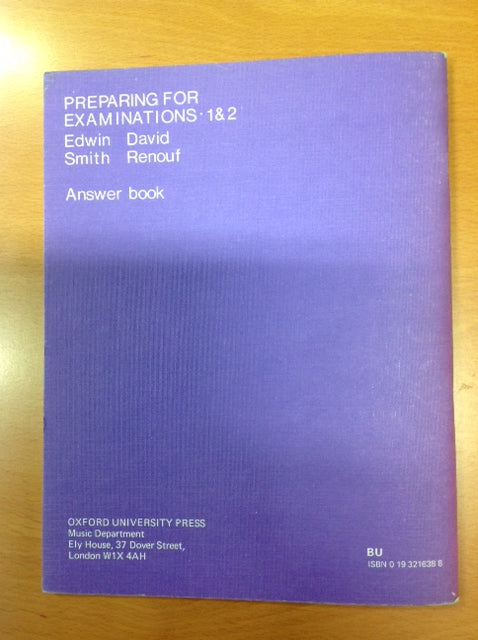 PREPARING FOR
EXAMINATIONS · 1&2
Edwin David
Smith Renouf
Answer book
OXFORD UNIVERSITY PRESS
Music Department
Ely House, 37 Dover Street,
London W1X 4AH
BU
ISBN 0 19 321638 8